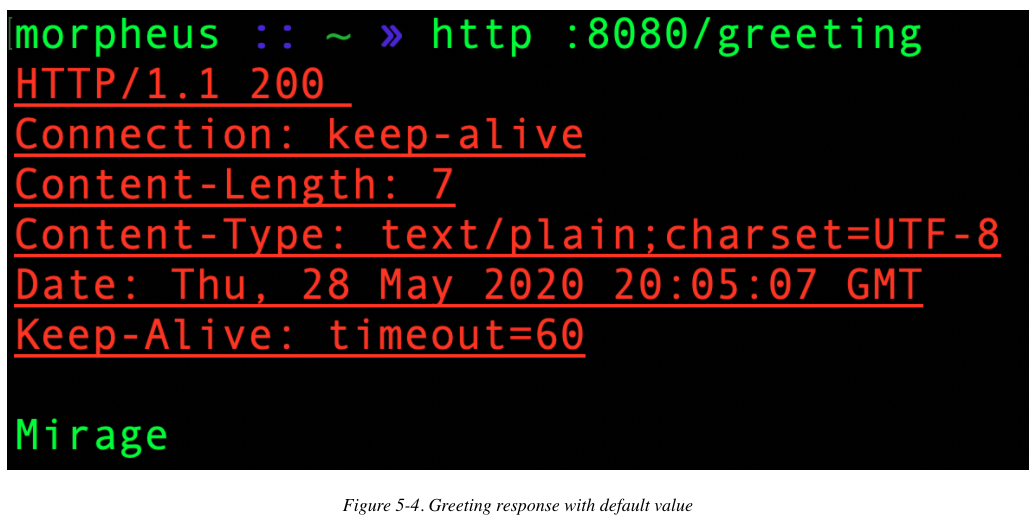 morpheus :: ~ » http :8080/greeting
HTTP/1.1 200
Connection: keep-alive
Content-Length: 7
Content-Type: text/plain;charset=UTF-8
Date: Thu, 28 May 2020 20:05:07 GMT
Keep-Alive: timeout=60
Mirage
Figure 5-4. Greeting response with default value